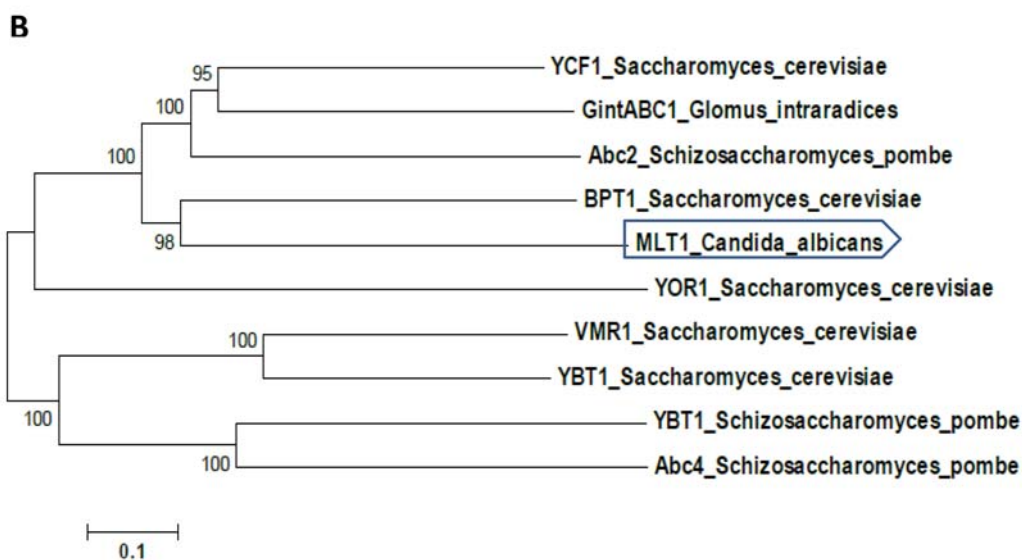 B
95
YCF1_Saccharomyces_cerevisiae
GintABC1_Glomus_intraradices
100
Abc2_Schizosaccharomyces_pombe
100
BPT1_Saccharomyces_cerevisiae
98
MLT1_Candida_albicans
YOR1_Saccharomyces_cerevisiae
100
VMR1_Saccharomyces_cerevisiae
YBT1_Saccharomyces_cerevisiae
100
YBT1_Schizosaccharomyces_pombe
100
Abc4_Schizosaccharomyces_pombe
0.1